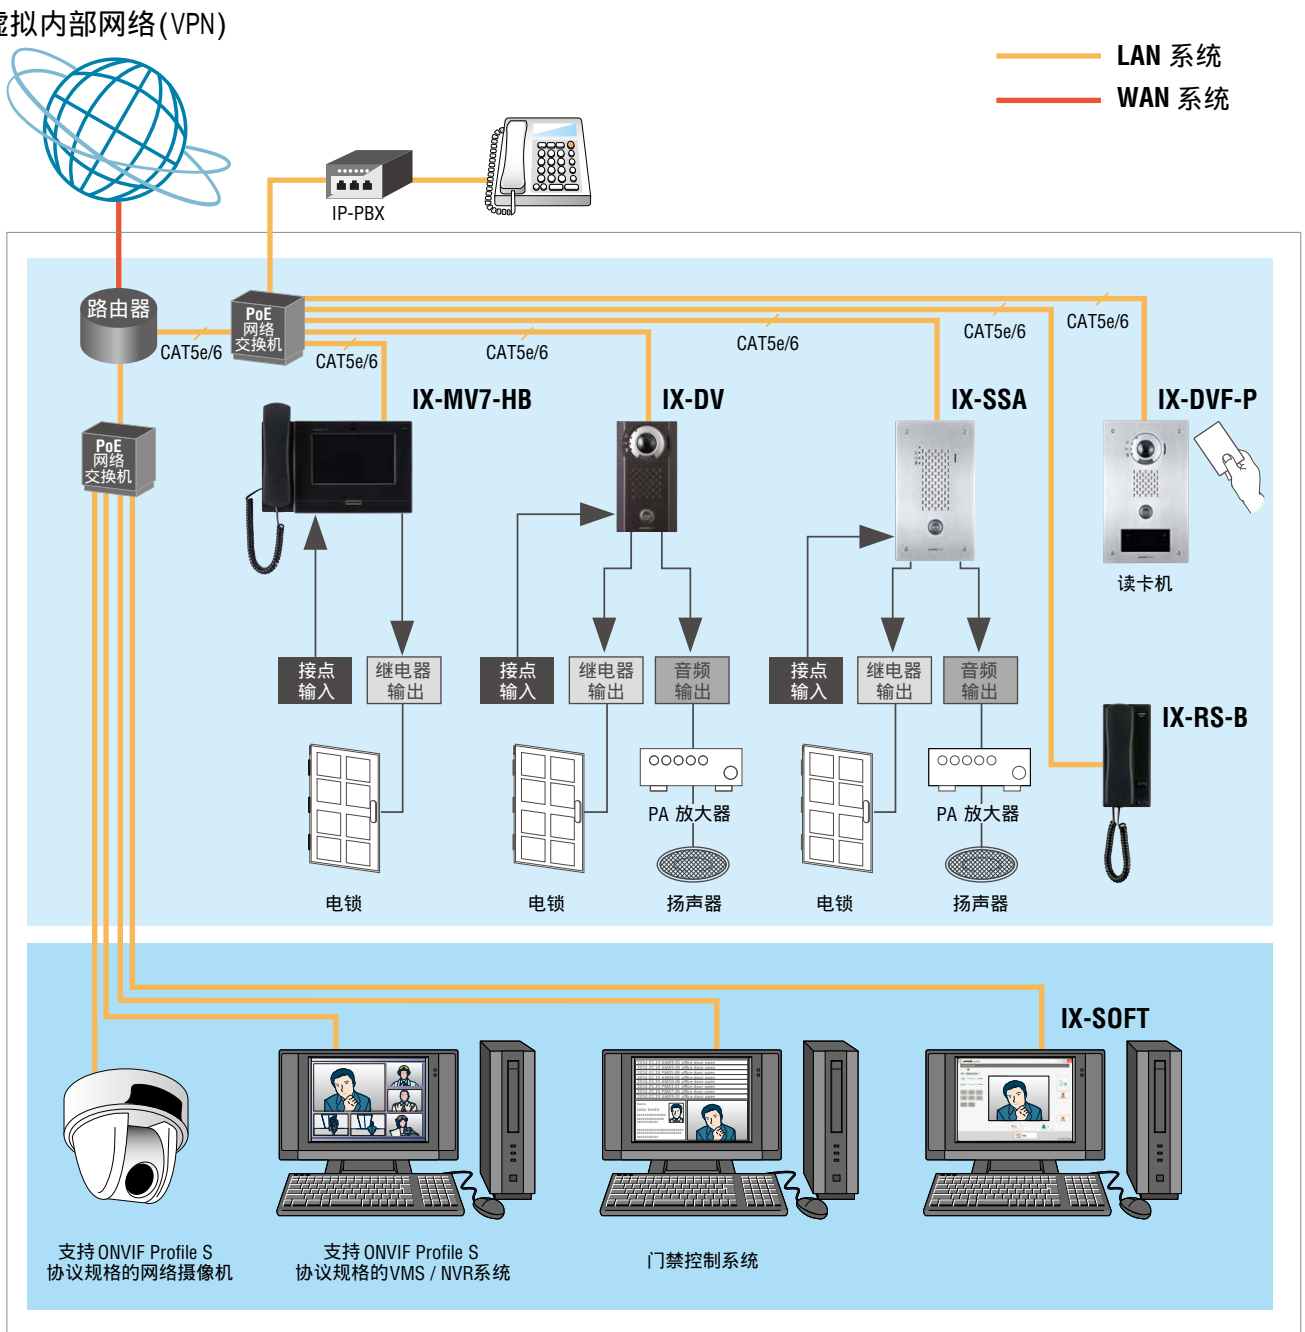 虚拟内部网络(VPN)
LAN 系统
WAN 系统
IP-PBX
路由器
PoE
网络
交换机
CAT5e/6
CAT5e/6
CAT5e/6
CAT5e/6
CAT5e/6
CAT5e/6
IX-MV7-HB
IX-DV
IX-SSA
IX-DVF-P
PoE
网络
交换机
读卡机
接点
输入
继电器
输出
接点
输入
继电器
输出
音频
输出
接点
输入
继电器
输出
音频
输出
IX-RS-B
PA 放大器
PA 放大器
电锁
电锁
扬声器
电锁
扬声器
IX-SOFT
支持 ONVIF Profile S
协议规格的网络摄像机
支持 ONVIF Profile S
协议规格的VMS / NVR系统
门禁控制系统